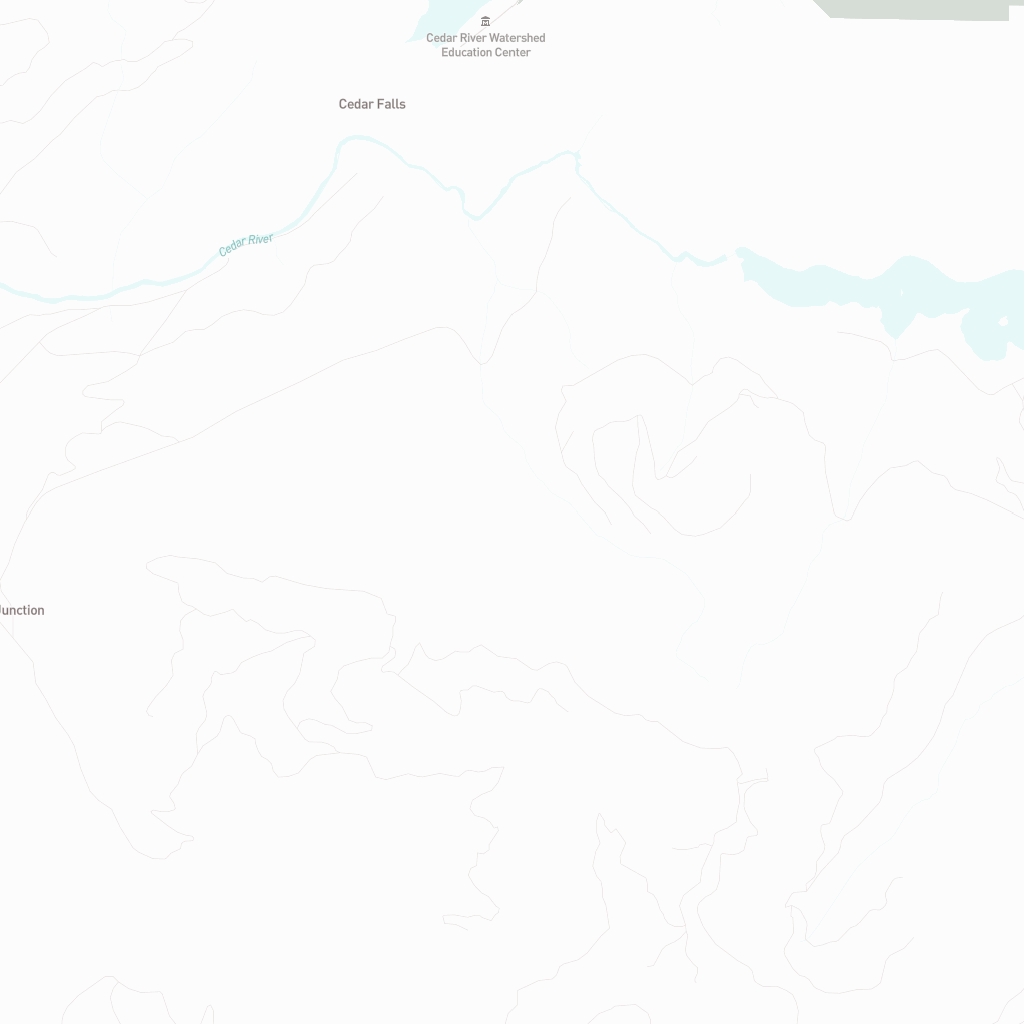 Cedar River Watershed
Education Center
Cedar Falls
Cedar River
Junction